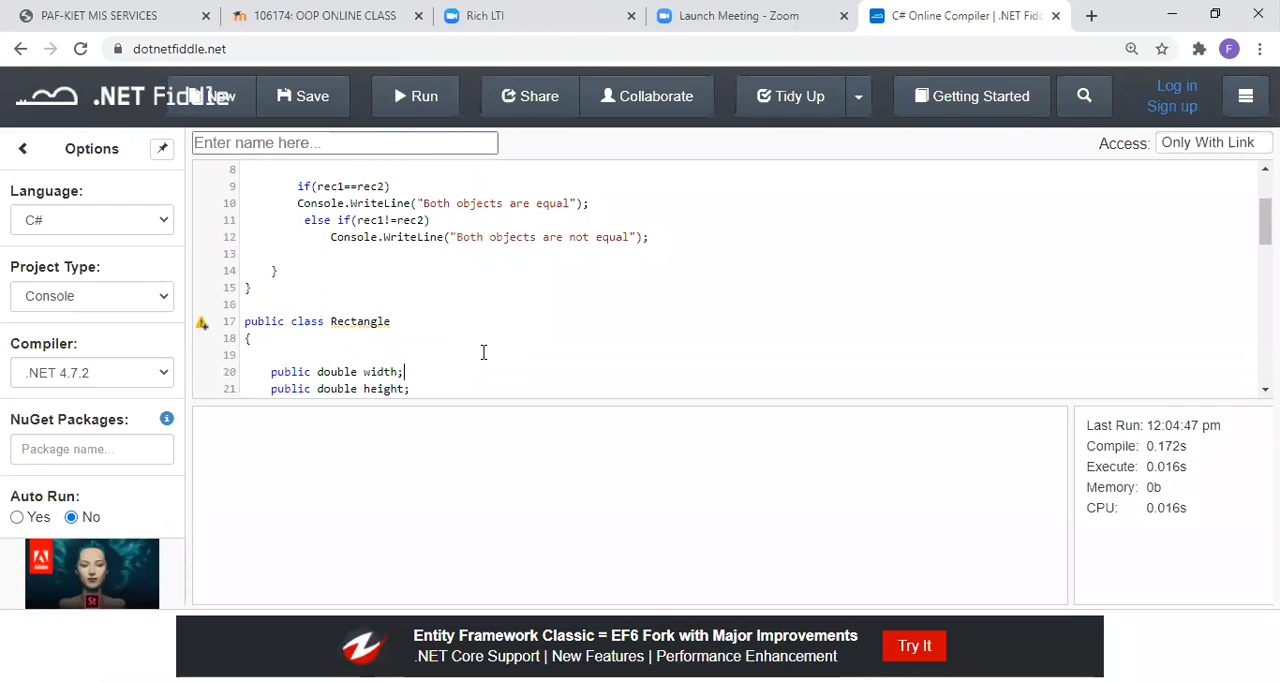 PAF-KIET MIS SERVICES
106174: OOP ONLINE CLASS
Rich LTI
Launch Meeting - Zoom
C# Online Compiler | .NET Fid
dotnetfiddle.net
F
.NET Fiddle
New
Save
Run
Share
Collaborate
Tidy Up
Getting Started
Log in
Sign up
Options
Enter name here...
Access:
Only With Link
Language:
C#
Project Type:
Console
Compiler:
.NET 4.7.2
NuGet Packages:
Package name...
Auto Run:
Yes
No
8
9 if(rec1==rec2)
10 Console.WriteLine("Both objects are equal");
11 else if(rec1!=rec2)
12 Console.WriteLine("Both objects are not equal");
13
14 }
15 }
16
17 public class Rectangle
18 {
19
20 public double width;
21 public double height;
Last Run: 12:04:47 pm
Compile: 0.172s
Execute: 0.016s
Memory: 0b
CPU: 0.016s
Adobe
St
Entity Framework Classic = EF6 Fork with Major Improvements
.NET Core Support | New Features | Performance Enhancement
Try It